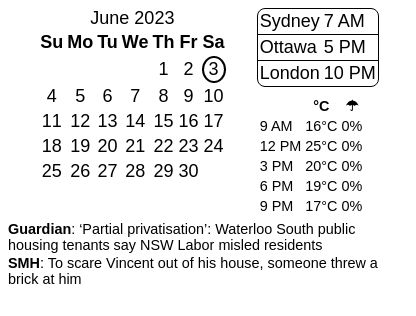 June 2023
Su Mo Tu We Th Fr Sa
1 2 3
4 5 6 7 8 9 10
11 12 13 14 15 16 17
18 19 20 21 22 23 24
25 26 27 28 29 30
Sydney 7 AM
Ottawa 5 PM
London 10 PM
°C ☂
9 AM 16°C 0%
12 PM 25°C 0%
3 PM 20°C 0%
6 PM 19°C 0%
9 PM 17°C 0%
Guardian: ‘Partial privatisation’: Waterloo South public
housing tenants say NSW Labor misled residents
SMH: To scare Vincent out of his house, someone threw a
brick at him